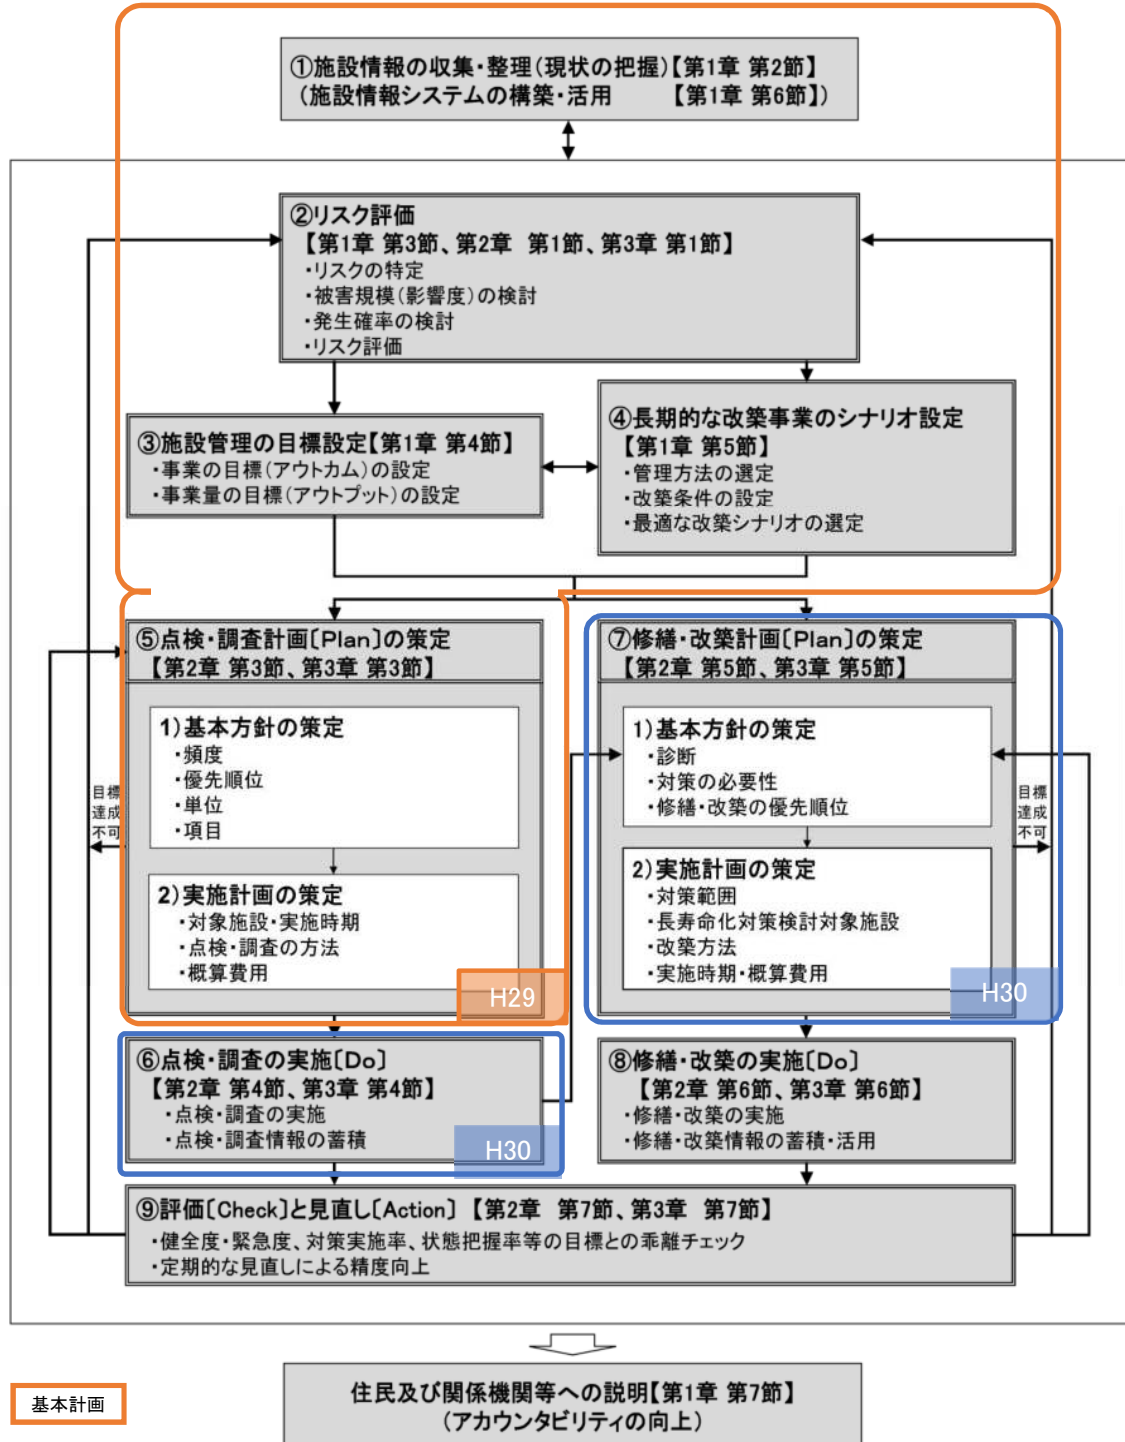 ①施設情報の収集・整理(現状の把握)【第1章 第2節】
(施設情報システムの構築・活用 【第1章 第6節】)
②リスク評価
【第1章 第3節、第2章 第1節、第3章 第1節】
・リスクの特定
・被害規模(影響度)の検討
・発生確率の検討
・リスク評価
③施設管理の目標設定【第1章 第4節】
・事業の目標(アウトカム)の設定
・事業量の目標(アウトプット)の設定
④長期的な改築事業のシナリオ設定
【第1章 第5節】
・管理方法の選定
・改築条件の設定
・最適な改築シナリオの選定
⑤点検・調査計画〔Plan〕の策定
【第2章 第3節、第3章 第3節】
1)基本方針の策定
・頻度
・優先順位
・単位
・項目
目標
達成
不可
2)実施計画の策定
・対象施設・実施時期
・点検・調査の方法
・概算費用
H29
⑦修繕・改築計画〔Plan〕の策定
【第2章 第5節、第3章 第5節】
1)基本方針の策定
・診断
・対策の必要性
・修繕・改築の優先順位
目標
達成
不可
2)実施計画の策定
・対策範囲
・長寿命化対策検討対象施設
・改築方法
・実施時期・概算費用
H30
⑥点検・調査の実施〔Do〕
【第2章 第4節、第3章 第4節】
・点検・調査の実施
・点検・調査情報の蓄積
H30
⑧修繕・改築の実施〔Do〕
【第2章 第6節、第3章 第6節】
・修繕・改築の実施
・修繕・改築情報の蓄積・活用
⑨評価〔Check〕と見直し〔Action〕【第2章 第7節、第3章 第7節】
・健全度・緊急度、対策実施率、状態把握率等の目標との乖離チェック
・定期的な見直しによる精度向上
住民及び関係機関等への説明【第1章 第7節】
(アカウンタビリティの向上)
基本計画